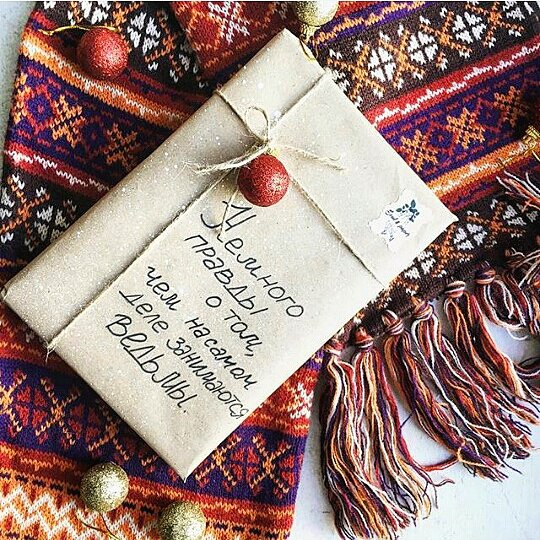 Немного
правды
о том,
чем на самом
деле занимаются
ведьмы.